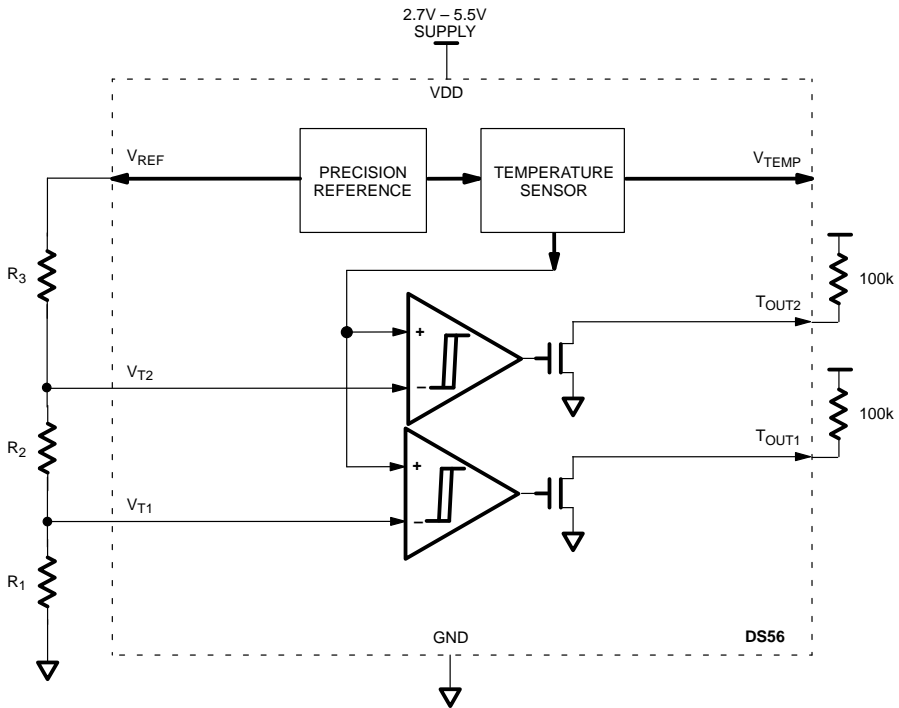 2.7V – 5.5V
SUPPLY
VDD
VREF
PRECISION
REFERENCE
TEMPERATURE
SENSOR
VTEMP
R3
100k
TOUT2
+
VT2
–
100k
R2
TOUT1
+
VT1
–
R1
GND
DS56